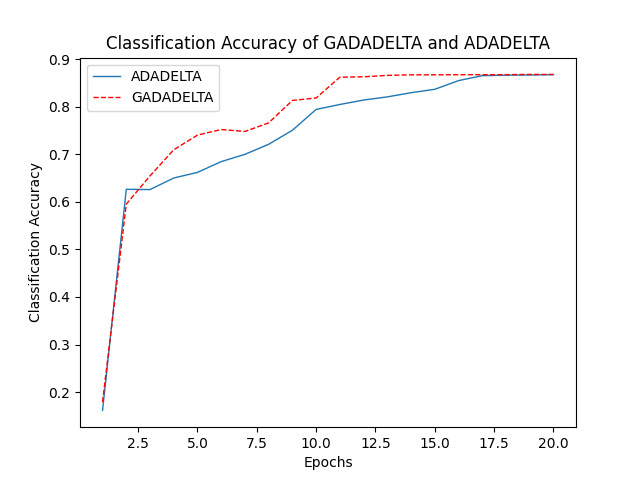 Classification Accuracy of GADADELTA and ADADELTA
ADADELTA
GADADELTA
Classification Accuracy
0.9
0.8
0.7
0.6
0.5
0.4
0.3
0.2
2.5 5.0 7.5 10.0 12.5 15.0 17.5 20.0
Epochs